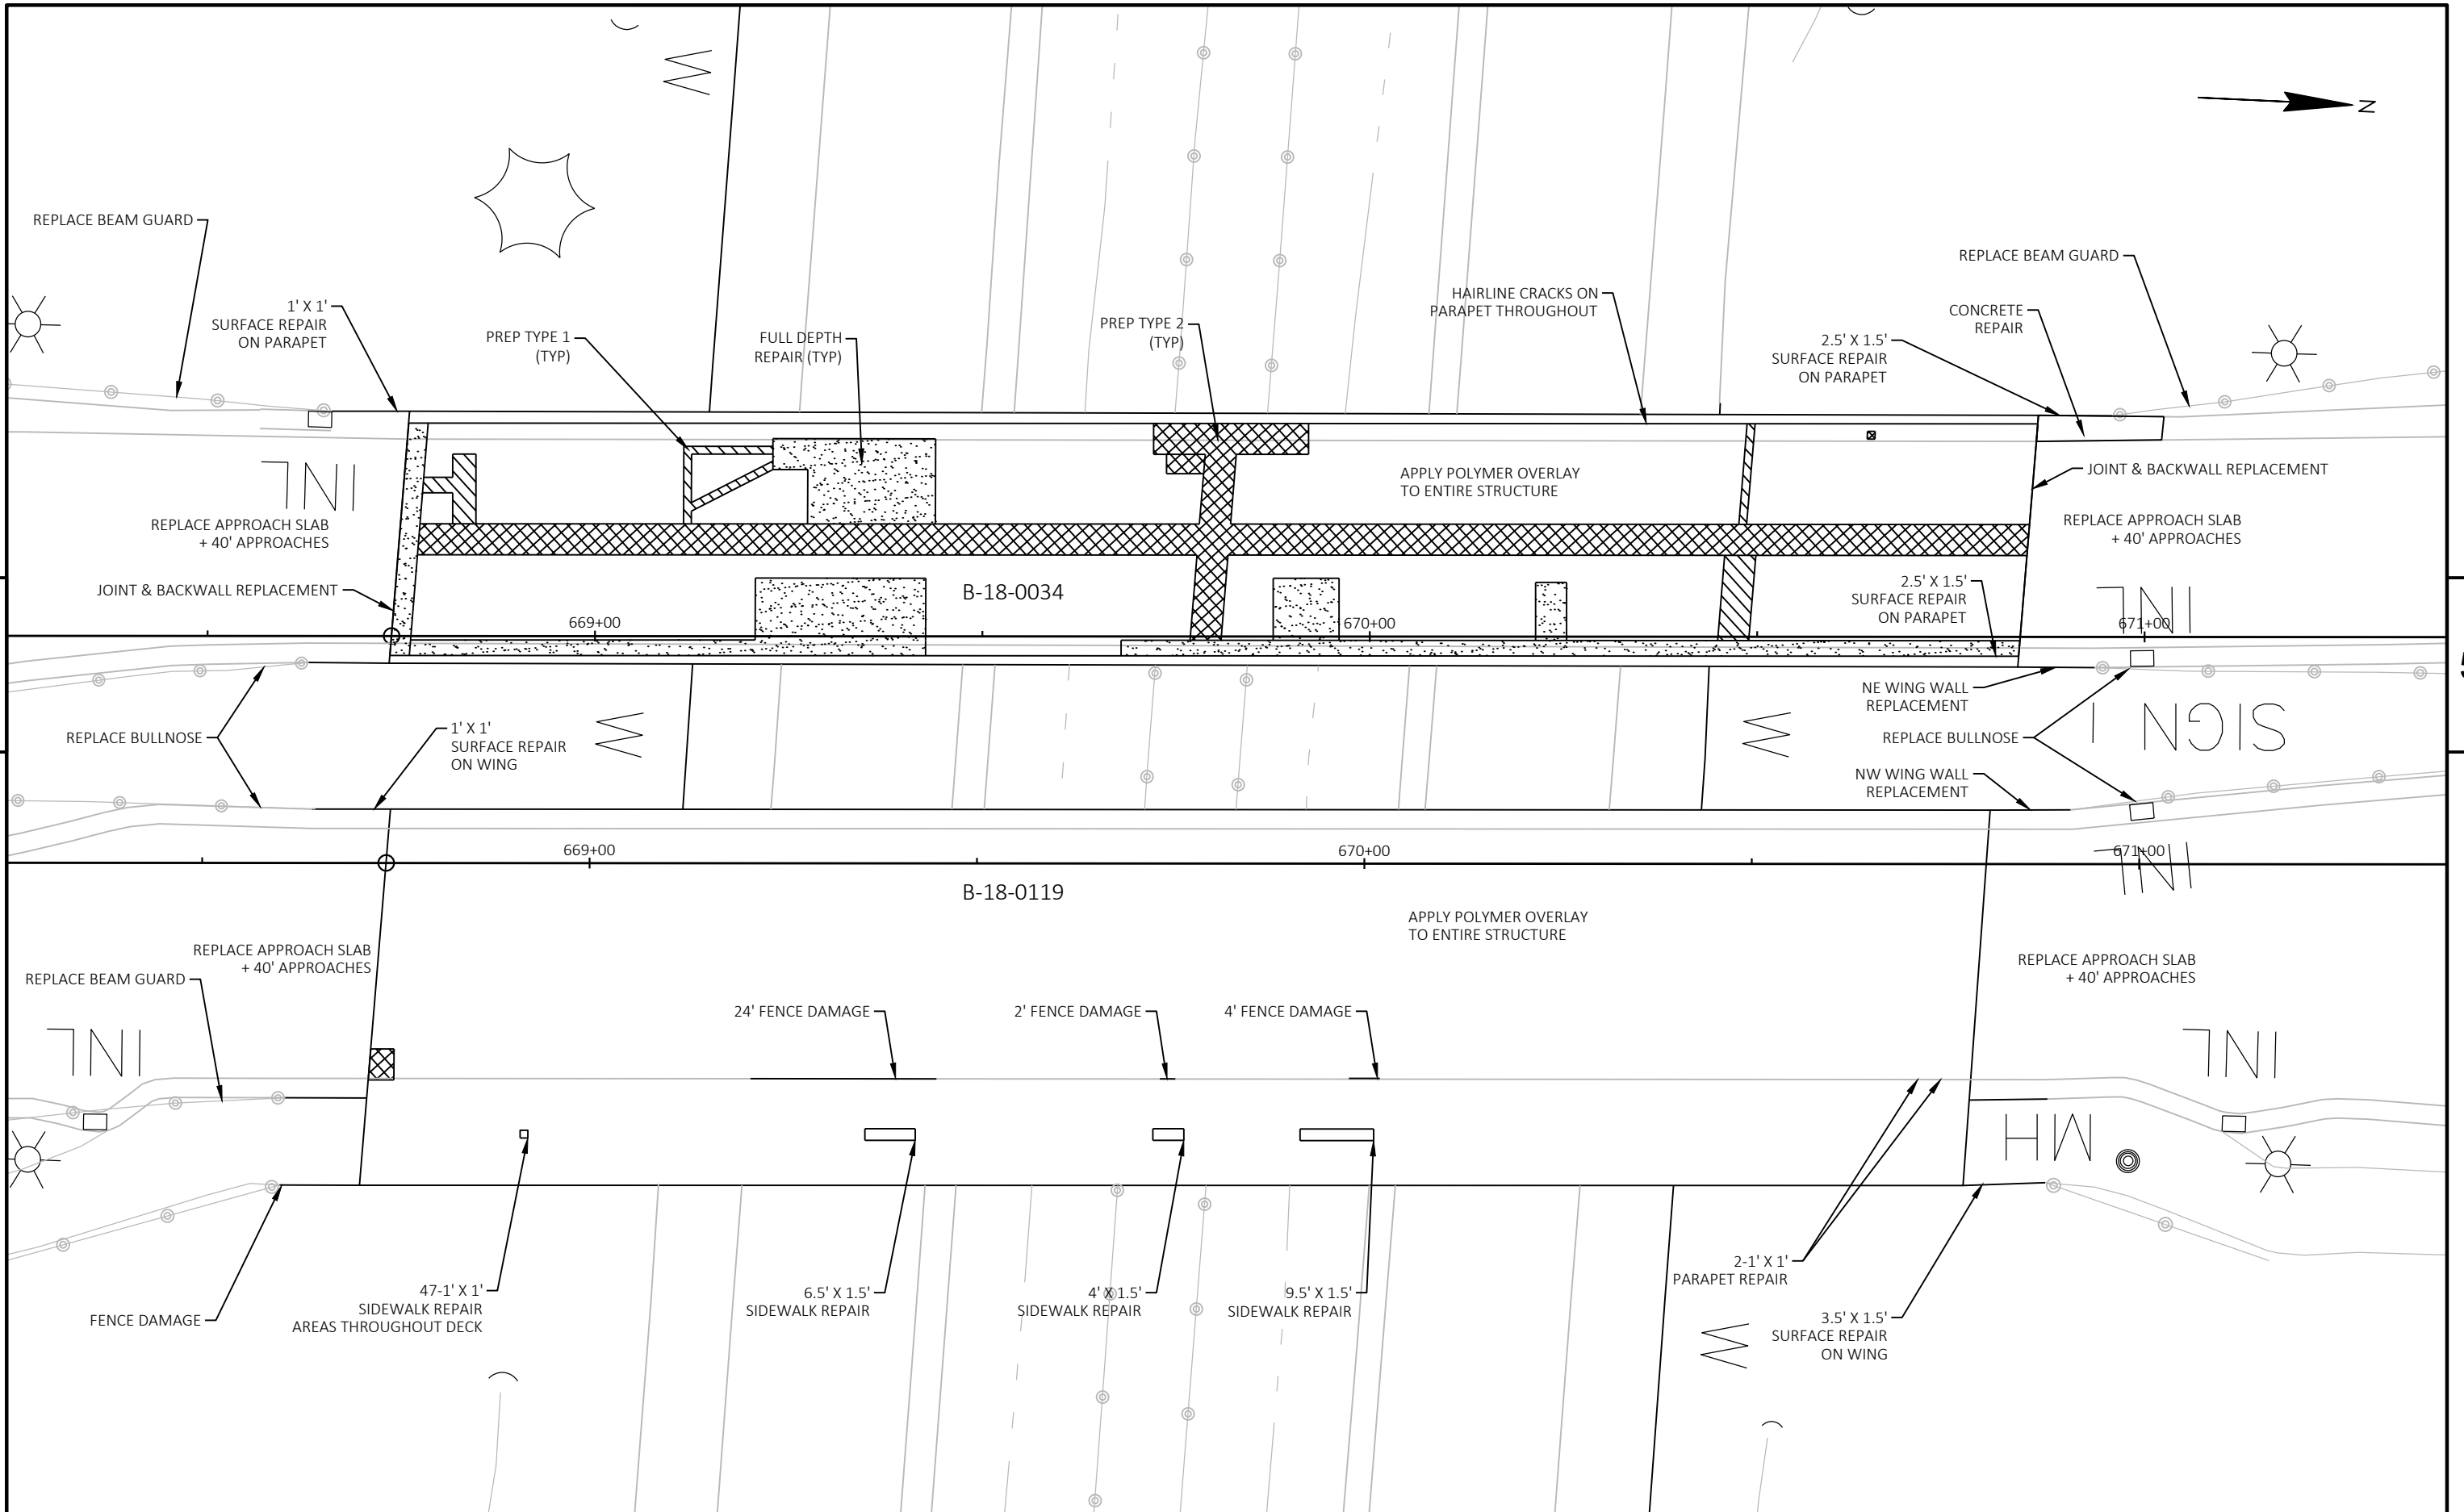 N
REPLACE BEAM GUARD
1' X 1'
SURFACE REPAIR
ON PARAPET
PREP TYPE 1
(TYP)
FULL DEPTH
REPAIR (TYP)
PREP TYPE 2
(TYP)
HAIRLINE CRACKS ON
PARAPET THROUGHOUT
2.5' X 1.5'
SURFACE REPAIR
ON PARAPET
CONCRETE
REPAIR
REPLACE BEAM GUARD
INL
REPLACE APPROACH SLAB
+ 40' APPROACHES
APPLY POLYMER OVERLAY
TO ENTIRE STRUCTURE
JOINT & BACKWALL REPLACEMENT
REPLACE APPROACH SLAB
+ 40' APPROACHES
JOINT & BACKWALL REPLACEMENT
B-18-0034
2.5' X 1.5'
SURFACE REPAIR
ON PARAPET
INL
669+00
670+00
671+00
REPLACE BULLNOSE
1' X 1'
SURFACE REPAIR
ON WING
NE WING WALL
REPLACEMENT
REPLACE BULLNOSE
SIGN
NW WING WALL
REPLACEMENT
669+00
670+00
671+00
INL
B-18-0119
APPLY POLYMER OVERLAY
TO ENTIRE STRUCTURE
REPLACE APPROACH SLAB
+ 40' APPROACHES
REPLACE BEAM GUARD
REPLACE APPROACH SLAB
+ 40' APPROACHES
INL
24' FENCE DAMAGE
2' FENCE DAMAGE
4' FENCE DAMAGE
INL
MH
47-1' X 1'
SIDEWALK REPAIR
AREAS THROUGHOUT DECK
6.5' X 1.5'
SIDEWALK REPAIR
4' X 1.5'
SIDEWALK REPAIR
9.5' X 1.5'
SIDEWALK REPAIR
2-1' X 1'
PARAPET REPAIR
3.5' X 1.5'
SURFACE REPAIR
ON WING
FENCE DAMAGE